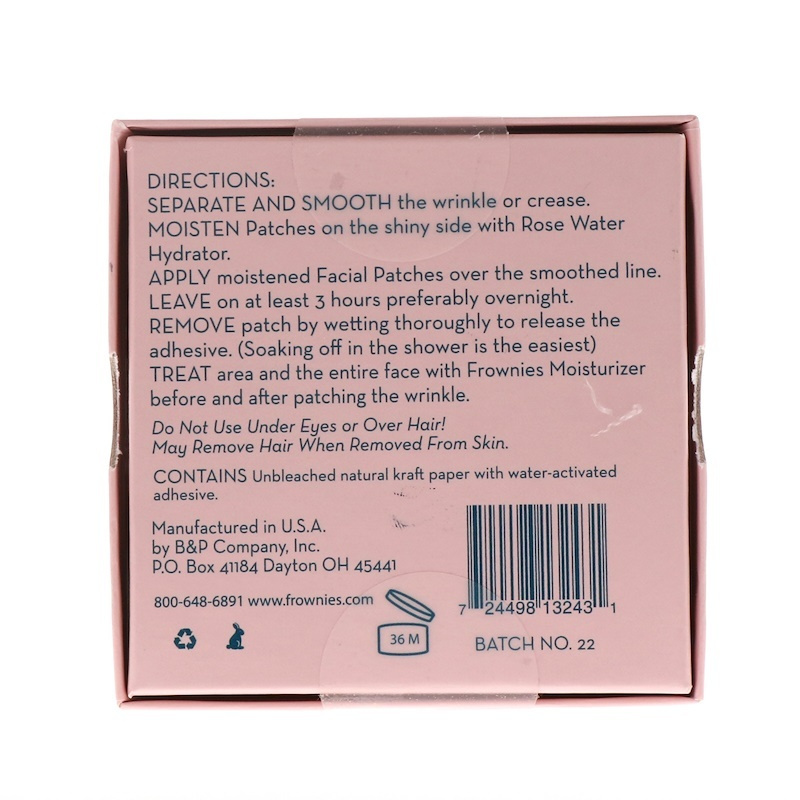 DIRECTIONS:
SEPARATE AND SMOOTH the wrinkle or crease.
MOISTEN Patches on the shiny side with Rose Water
Hydrator.
APPLY moistened Facial Patches over the smoothed line.
LEAVE on at least 3 hours preferably overnight.
REMOVE patch by wetting thoroughly to release the
adhesive. (Soaking off in the shower is the easiest)
TREAT area and the entire face with Frownies Moisturizer
before and after patching the wrinkle.
Do Not Use Under Eyes or Over Hair!
May Remove Hair When Removed From Skin.
CONTAINS Unbleached natural kraft paper with water-activated
adhesive.
Manufactured in U.S.A.
by B&P Company, Inc.
P.O. Box 41184 Dayton OH 45441
800-648-6891 www.frownies.com
36 M
7 24498 13243 1
BATCH NO. 22